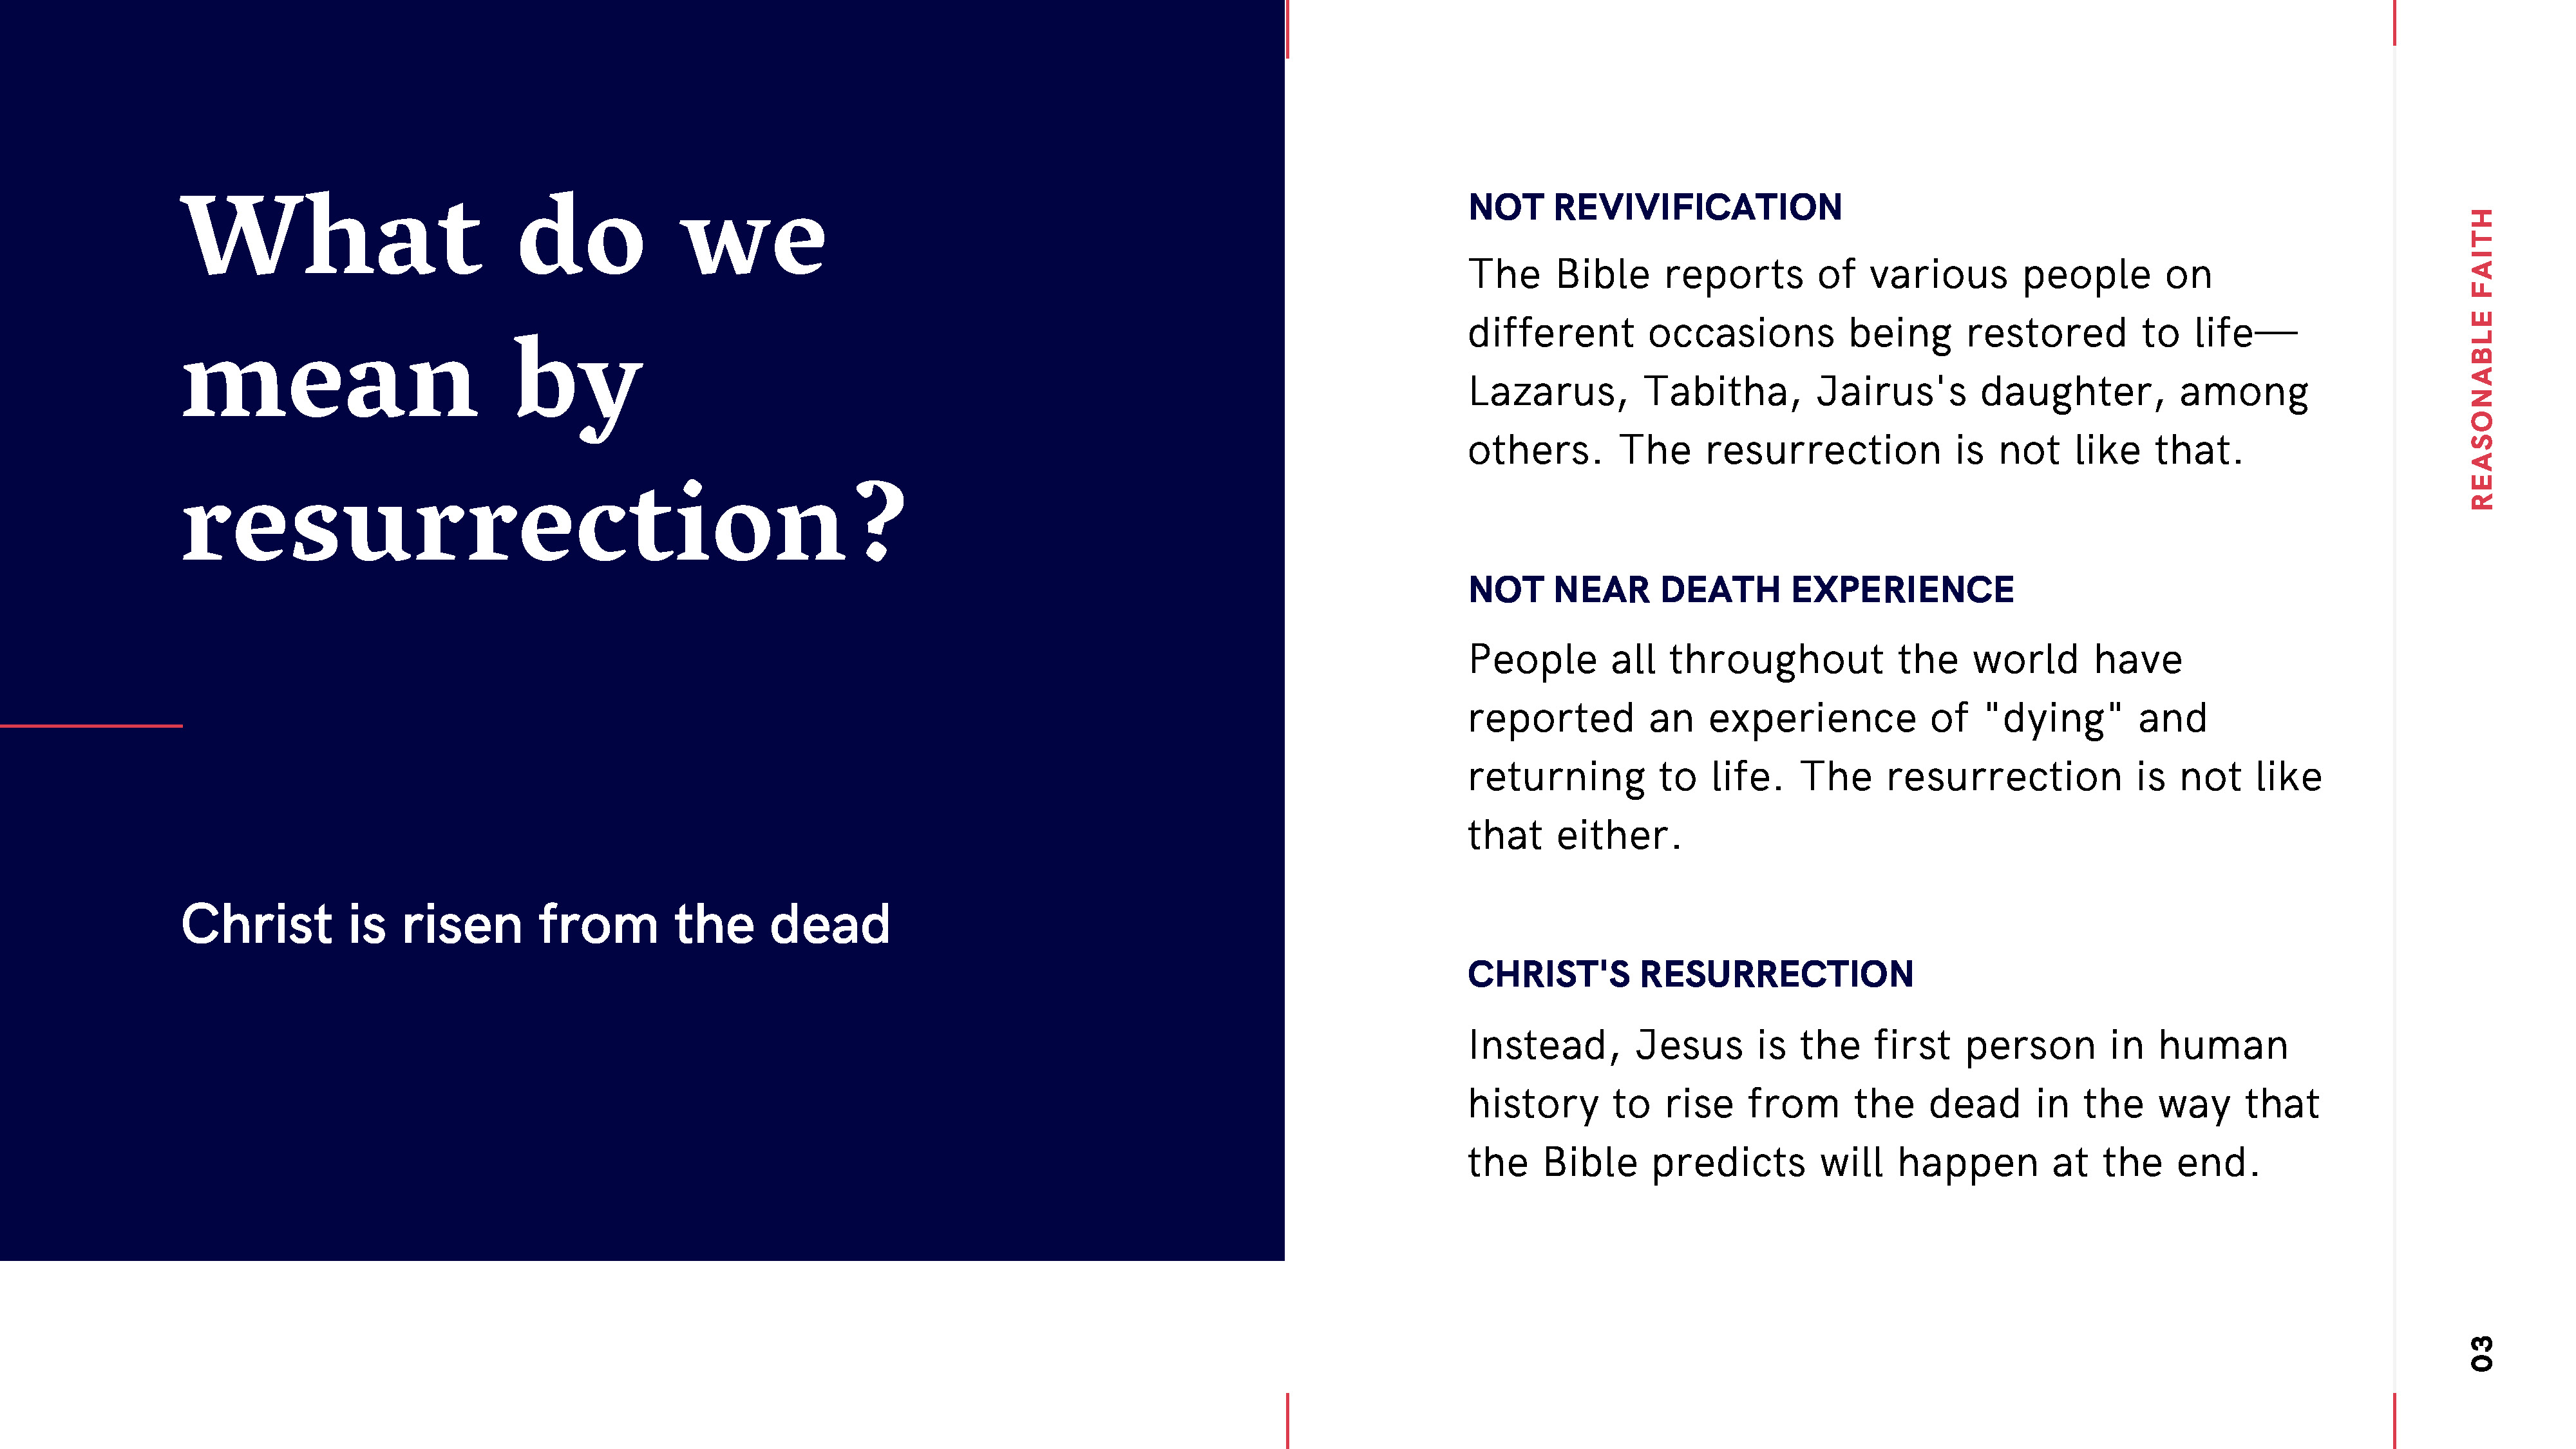 What do we
mean by
resurrection?
Christ is risen from the dead
NOT REVIVIFICATION
The Bible reports of various people on
different occasions being restored to life—
Lazarus, Tabitha, Jairus's daughter, among
others. The resurrection is not like that.
NOT NEAR DEATH EXPERIENCE
People all throughout the world have
reported an experience of "dying" and
returning to life. The resurrection is not like
that either.
CHRIST'S RESURRECTION
Instead, Jesus is the first person in human
history to rise from the dead in the way that
the Bible predicts will happen at the end.
REASONABLE FAITH
03